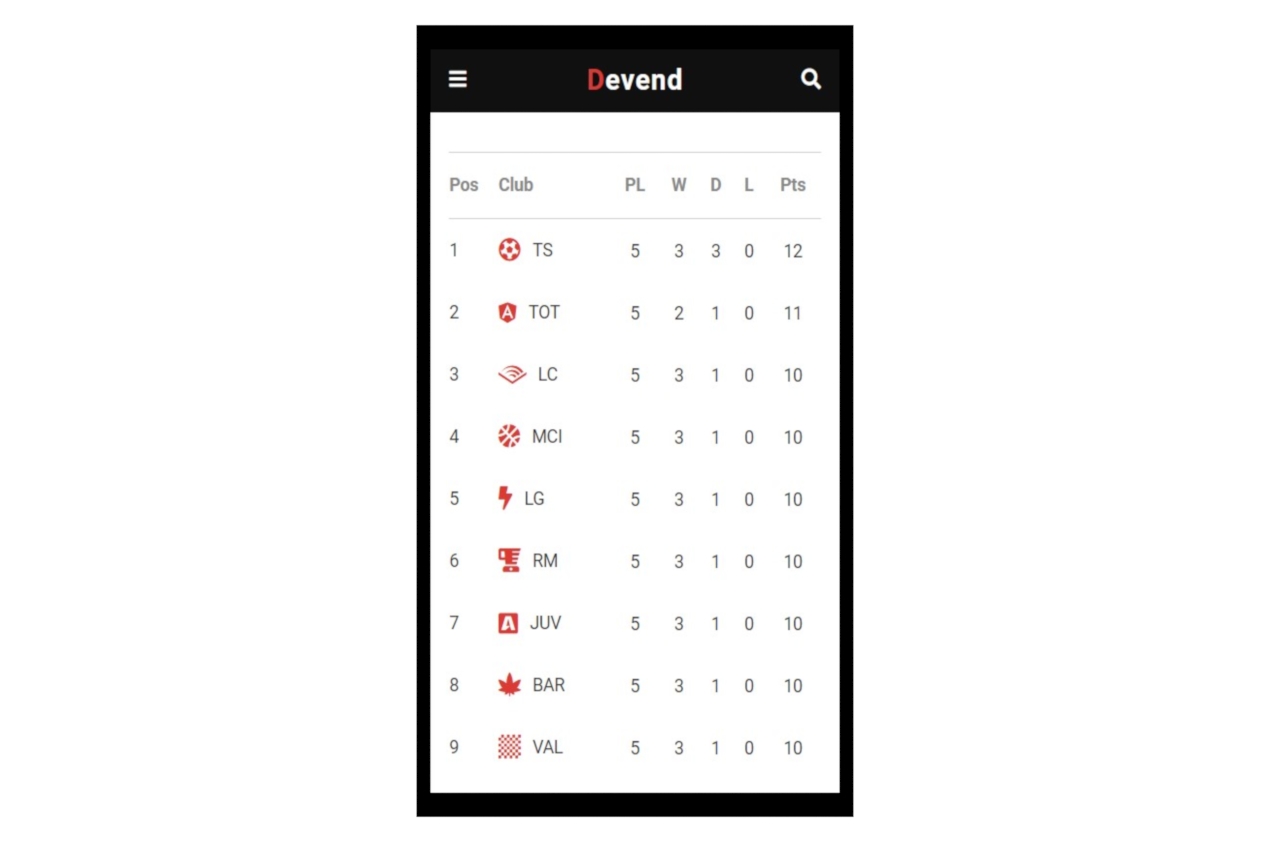 Devend
Pos Club PL W D L Pts
1 TS 5 3 3 0 12
2 TOT 5 2 1 0 11
3 LC 5 3 1 0 10
4 MCI 5 3 1 0 10
5 LG 5 3 1 0 10
6 RM 5 3 1 0 10
7 JUV 5 3 1 0 10
8 BAR 5 3 1 0 10
9 VAL 5 3 1 0 10